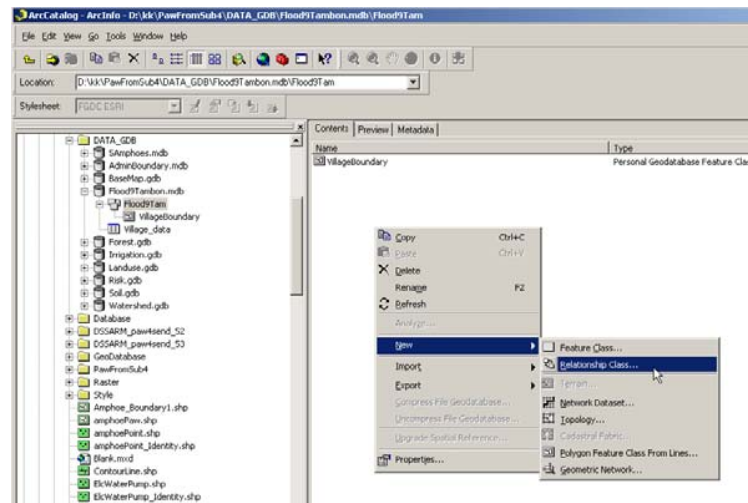 ArcCatalog - ArcInfo - D:\kk\PawFromSub4\DATA_GDB\Flood9Tambon.mdb\Flood9Tam
File Edit View Go Tools Window Help
Location: D:\kk\PawFromSub4\DATA_GDB\Flood9Tambon.mdb\Flood9Tam
Stylesheet: FGDC ESRI
Contents Preview Metadata
Name Type
VillageBoundary Personal Geodatabase Feature Clas
DATA_GDB
5Amphoes.mdb
AdminBoundary.mdb
BaseMap.gdb
Flood9Tambon.mdb
Flood9Tam
VillageBoundary
Village_data
Forest.gdb
Irrigation.gdb
Landuse.gdb
Risk.gdb
Soil.gdb
Watershed.gdb
Database
DSSARM_paw4send_52
DSSARM_paw4send_53
GeoDatabase
PawFromSub4
Raster
Style
Amphoe_Boundary1.shp
amphoePaw.shp
amphoePoint.shp
amphoePoint_Identity.shp
Blank.mxd
ContourLine.shp
ElcWaterPump.shp
ElcWaterPump_Identity.shp
Copy Ctrl+C
Paste Ctrl+V
Delete
Rename F2
Refresh
Analyze...
New
Import
Export
Compress File Geodatabase...
Uncompress File Geodatabase...
Upgrade Spatial Reference...
Properties...
Feature Class...
Relationship Class...
Terrain...
Network Dataset...
Topology...
Cadastral Fabric...
Polygon Feature Class From Lines...
Geometric Network...